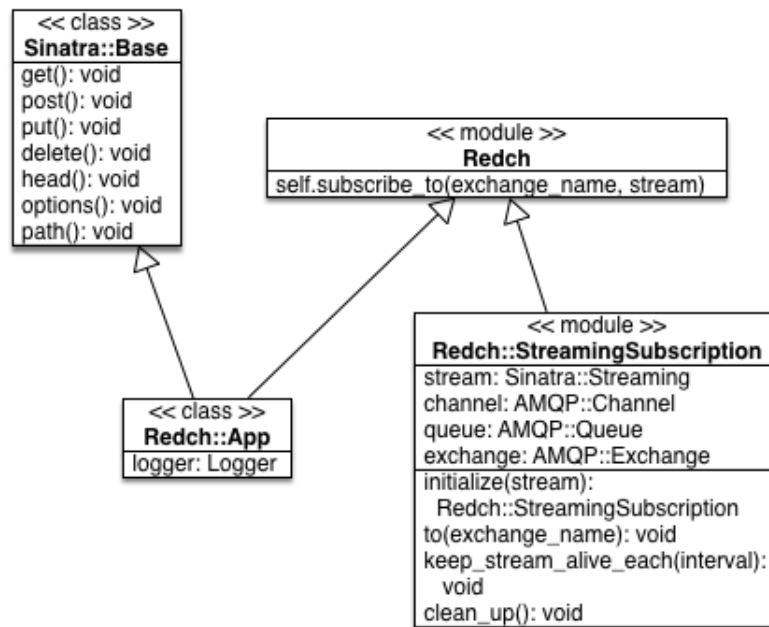 << class >>
Sinatra::Base
get(): void
post(): void
put(): void
delete(): void
head(): void
options(): void
path(): void
<< module >>
Redch
self.subscribe_to(exchange_name, stream)
<< class >>
Redch::App
logger: Logger
<< module >>
Redch::StreamingSubscription
stream: Sinatra::Streaming
channel: AMQP::Channel
queue: AMQP::Queue
exchange: AMQP::Exchange
initialize(stream):
Redch::StreamingSubscription
to(exchange_name): void
keep_stream_alive_each(interval):
void
clean_up(): void